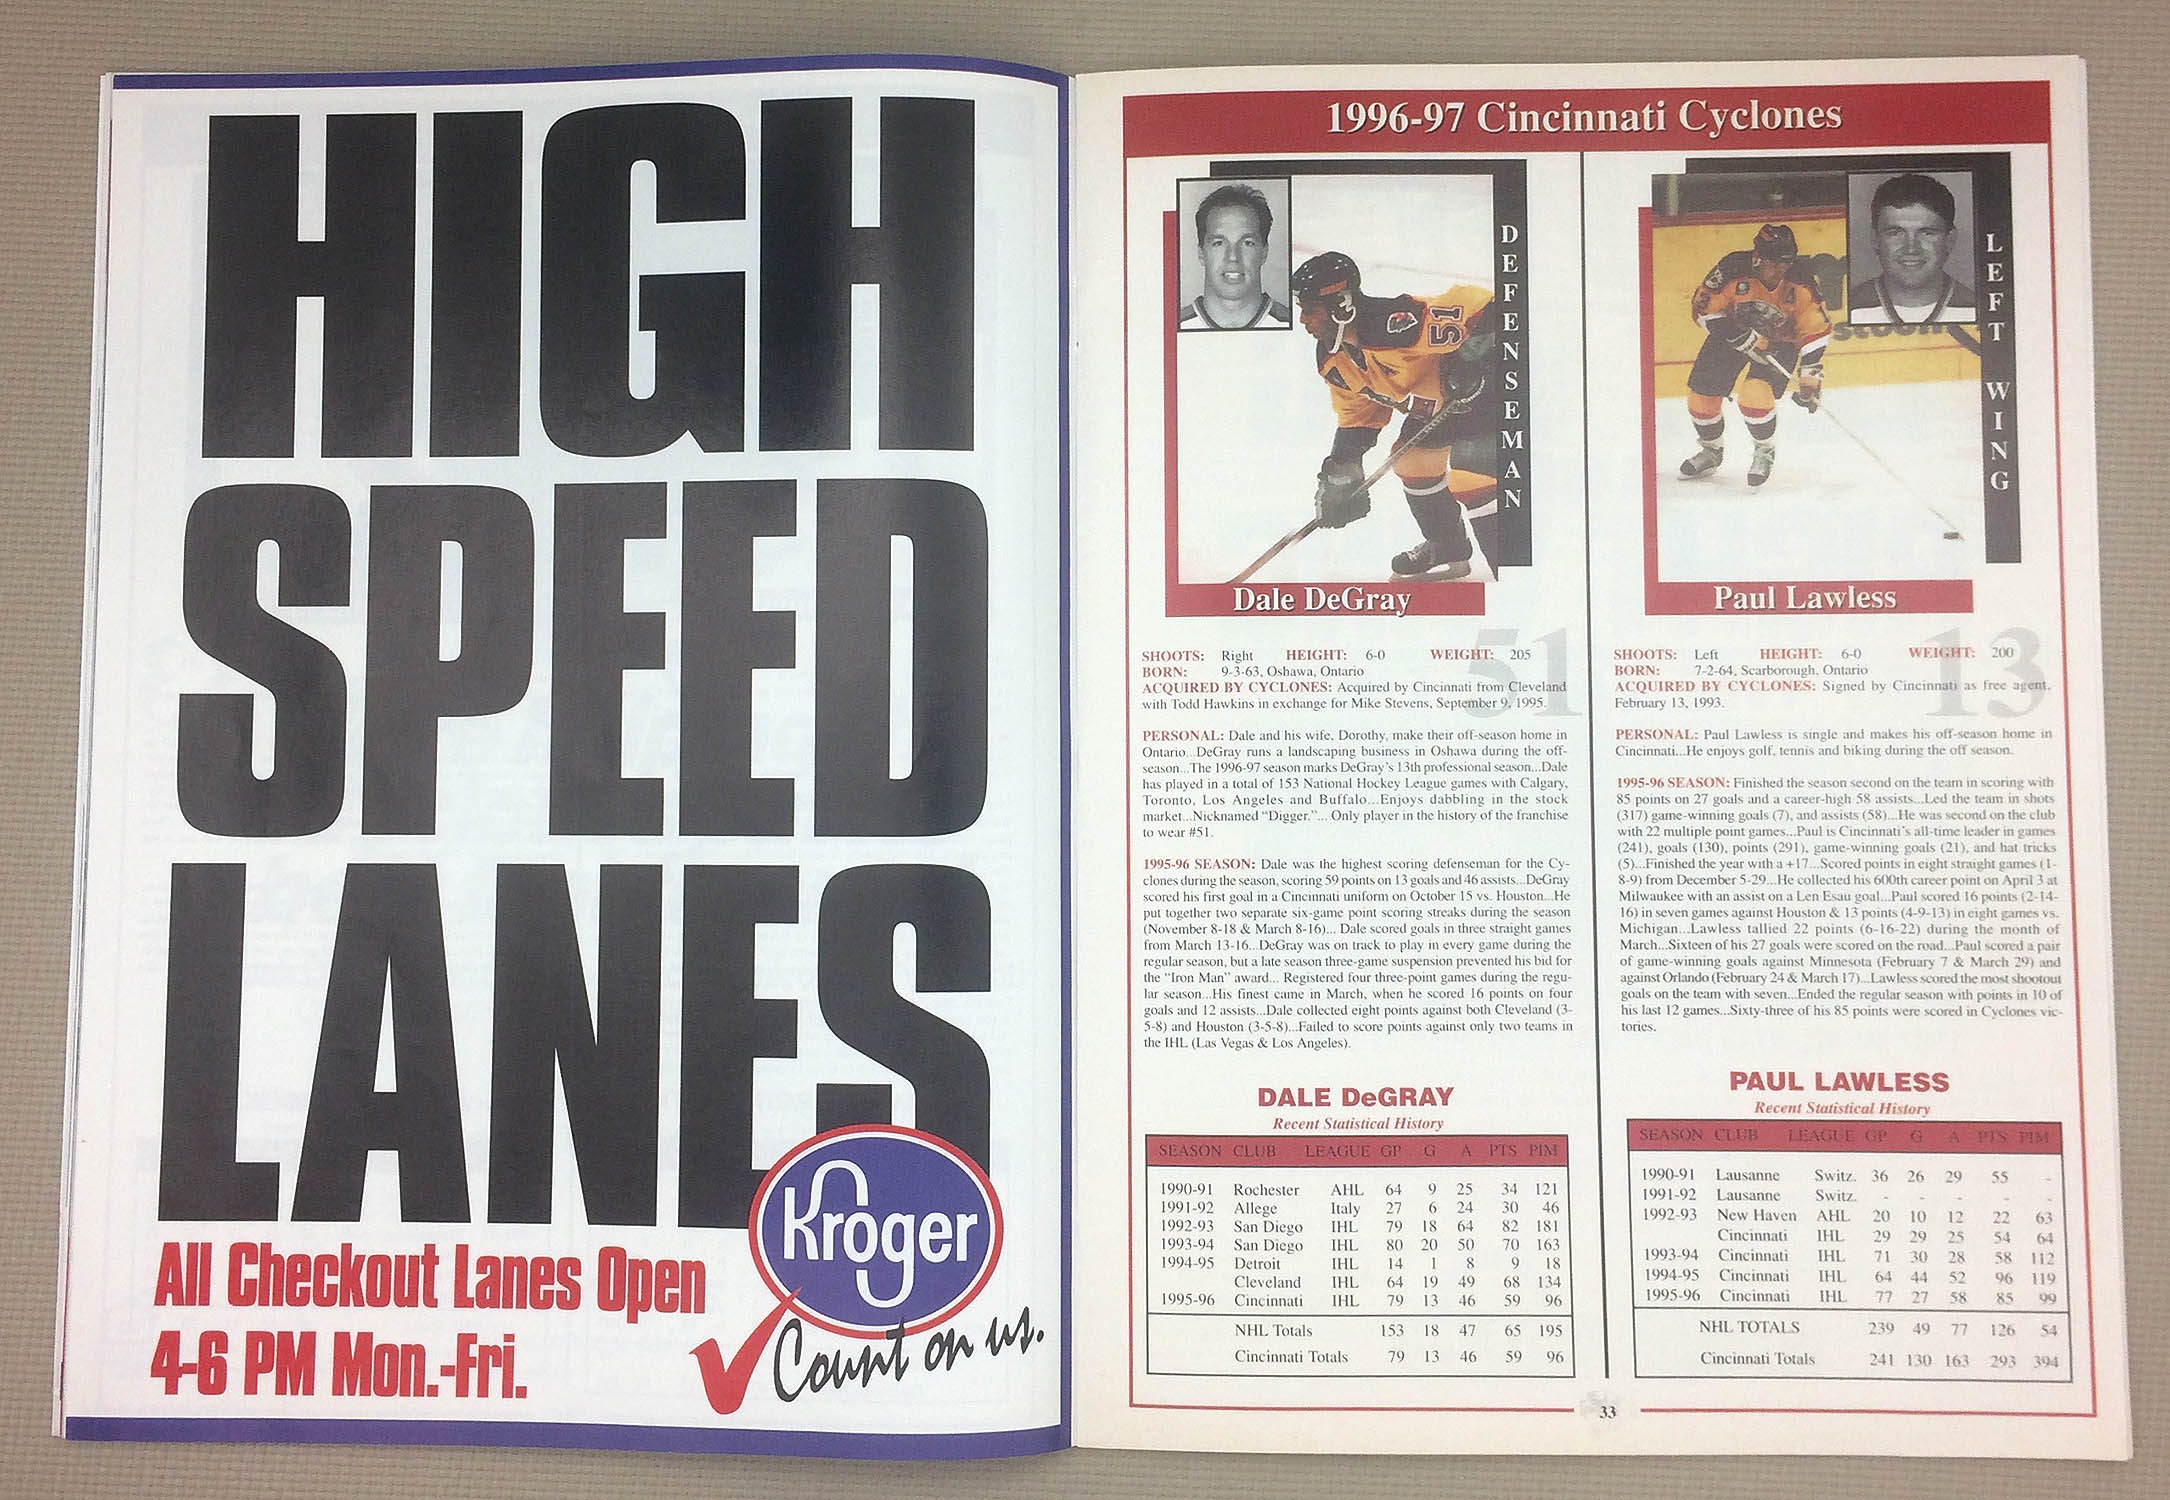 HIGH
SPEED
LANES
Kroger
All Checkout Lanes Open
4-6 PM Mon.-Fri.
Count on us.
1996-97 Cincinnati Cyclones
DEFENSEMAN
51
Dale DeGray
51
SHOOTS: Right HEIGHT: 6-0 WEIGHT: 205
BORN: 9-3-63, Oshawa, Ontario
ACQUIRED BY CYCLONES: Acquired by Cincinnati from Cleveland
with Todd Hawkins in exchange for Mike Stevens, September 9, 1995.
PERSONAL: Dale and his wife, Dorothy, make their off-season home in
Ontario...DeGray runs a landscaping business in Oshawa during the off-
season...The 1996-97 season marks DeGray's 13th professional season...Dale
has played in a total of 153 National Hockey League games with Calgary,
Toronto, Los Angeles and Buffalo...Enjoys dabbling in the stock
market...Nicknamed "Digger."... Only player in the history of the franchise
to wear #51.
1995-96 SEASON: Dale was the highest scoring defenseman for the Cy-
clones during the season, scoring 59 points on 13 goals and 46 assists...DeGray
scored his first goal in a Cincinnati uniform on October 15 vs. Houston...He
put together two separate six-game point scoring streaks during the season
(November 8-18 & March 8-16)... Dale scored goals in three straight games
from March 13-16...DeGray was on track to play in every game during the
regular season, but a late season three-game suspension prevented his bid for
the "Iron Man" award... Registered four three-point games during the regu-
lar season...His finest came in March, when he scored 16 points on four
goals and 12 assists...Dale collected eight points against both Cleveland (3-
5-8) and Houston (3-5-8)...Failed to score points against only two teams in
the IHL (Las Vegas & Los Angeles).
DALE DeGRAY
Recent Statistical History
SEASON CLUB LEAGUE GP G A PTS PIM
1990-91 Rochester AHL 64 9 25 34 121
1991-92 Allege Italy 27 6 24 30 46
1992-93 San Diego IHL 79 18 64 82 181
1993-94 San Diego IHL 80 20 50 70 163
1994-95 Detroit IHL 14 1 8 9 18
Cleveland IHL 64 19 49 68 134
1995-96 Cincinnati IHL 79 13 46 59 96
NHL Totals 153 18 47 65 195
Cincinnati Totals 79 13 46 59 96
LEFT WING
Paul Lawless
13
SHOOTS: Left HEIGHT: 6-0 WEIGHT: 200
BORN: 7-2-64, Scarborough, Ontario
ACQUIRED BY CYCLONES: Signed by Cincinnati as free agent,
February 13, 1993.
PERSONAL: Paul Lawless is single and makes his off-season home in
Cincinnati...He enjoys golf, tennis and biking during the off season.
1995-96 SEASON: Finished the season second on the team in scoring with
85 points on 27 goals and a career-high 58 assists...Led the team in shots
(317) game-winning goals (7), and assists (58)...He was second on the club
with 22 multiple point games...Paul is Cincinnati's all-time leader in games
(241), goals (130), points (291), game-winning goals (21), and hat tricks
(5)...Finished the year with a +17...Scored points in eight straight games (1-
8-9) from December 5-29...He collected his 600th career point on April 3 at
Milwaukee with an assist on a Len Esau goal...Paul scored 16 points (2-14-
16) in seven games against Houston & 13 points (4-9-13) in eight games vs.
Michigan...Lawless tallied 22 points (6-16-22) during the month of
March...Sixteen of his 27 goals were scored on the road...Paul scored a pair
of game-winning goals against Minnesota (February 7 & March 29) and
against Orlando (February 24 & March 17)...Lawless scored the most shootout
goals on the team with seven...Ended the regular season with points in 10 of
his last 12 games...Sixty-three of his 85 points were scored in Cyclones vic-
tories.
PAUL LAWLESS
Recent Statistical History
SEASON CLUB LEAGUE GP G A PTS PIM
1990-91 Lausanne Switz. 36 26 29 55 -
1991-92 Lausanne Switz. - - - - -
1992-93 New Haven AHL 20 10 12 22 63
Cincinnati IHL 29 29 25 54 64
1993-94 Cincinnati IHL 71 30 28 58 112
1994-95 Cincinnati IHL 64 44 52 96 119
1995-96 Cincinnati IHL 77 27 58 85 99
NHL TOTALS 239 49 77 126 54
Cincinnati Totals 241 130 163 293 394
33